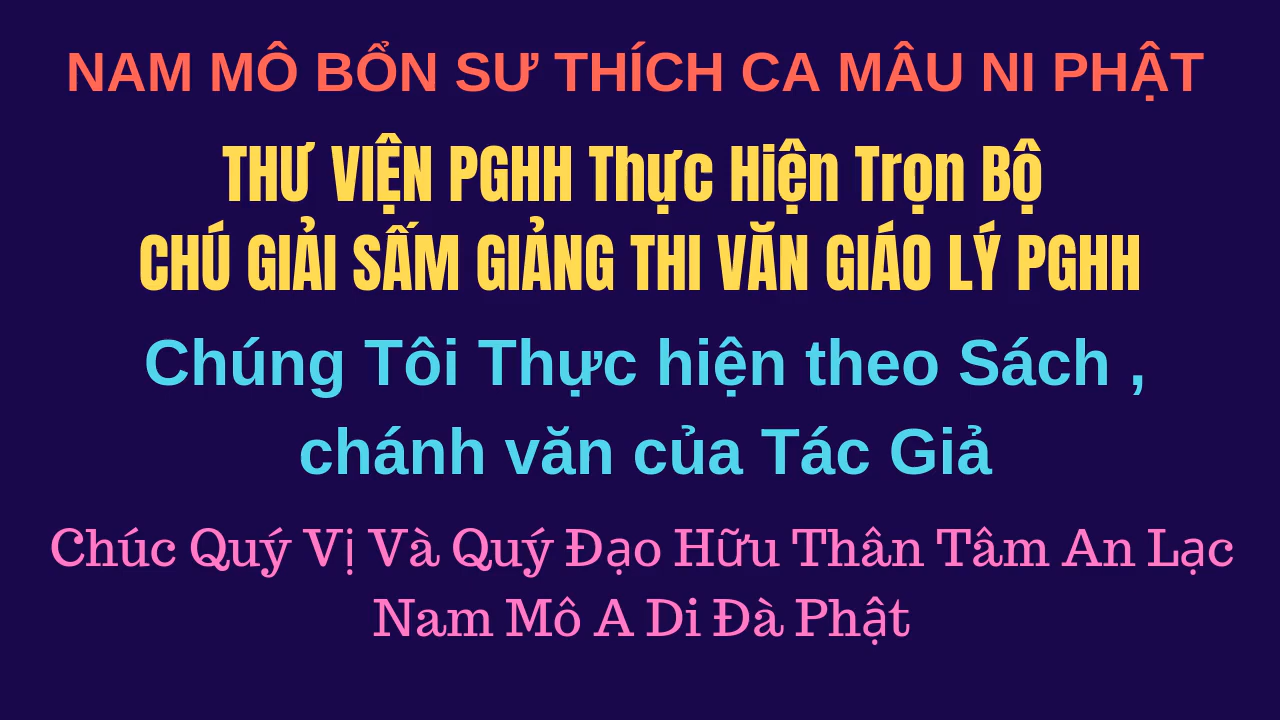 NAM MÔ BỔN SƯ THÍCH CA MÂU NI PHẬT
THƯ VIỆN PGHH Thực Hiện Trọn Bộ
CHÚ GIẢI SẤM GIẢNG THI VĂN GIÁO LÝ PGHH
Chúng Tôi Thực hiện theo Sách ,
chánh văn của Tác Giả
Chúc Quý Vị Và Quý Đạo Hữu Thân Tâm An Lạc
Nam Mô A Di Đà Phật